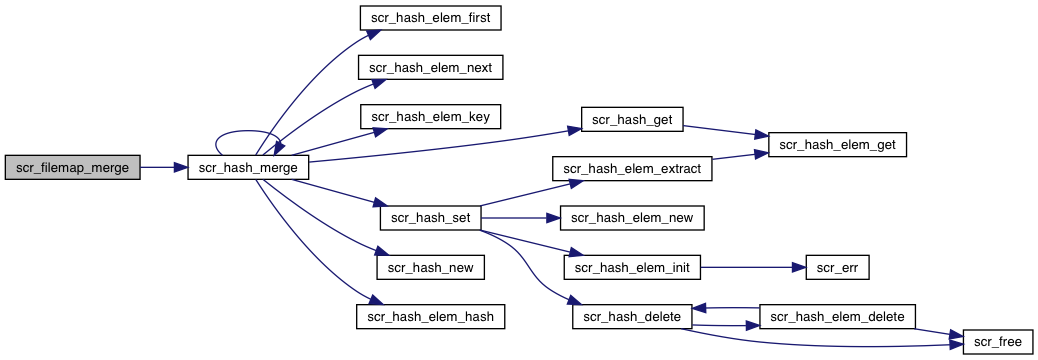 scr_filemap_merge
scr_hash_merge
scr_hash_elem_first
scr_hash_elem_next
scr_hash_elem_key
scr_hash_get
scr_hash_elem_get
scr_hash_elem_extract
scr_hash_set
scr_hash_elem_new
scr_hash_new
scr_hash_elem_init
scr_err
scr_hash_elem_hash
scr_hash_delete
scr_hash_elem_delete
scr_free